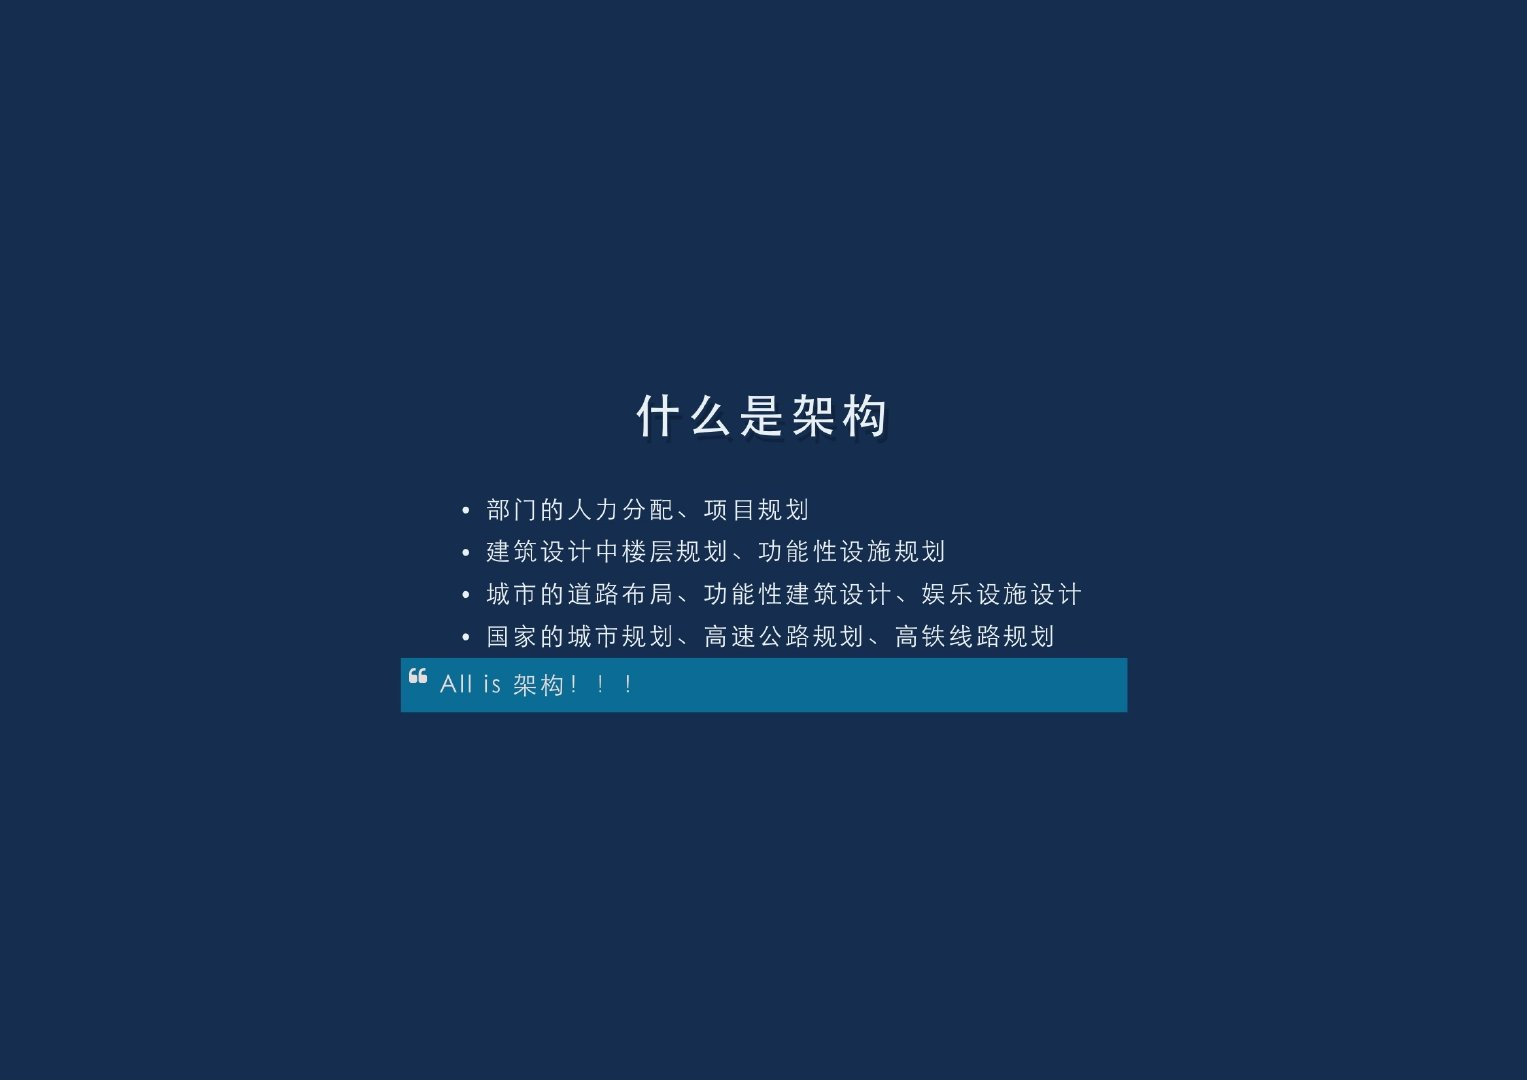 什么是架构
• 部门的人力分配、项目规划
• 建筑设计中楼层规划、功能性设施规划
• 城市的道路布局、功能性建筑设计、娱乐设施设计
• 国家的城市规划、高速公路规划、高铁线路规划
“ All is 架构！！！